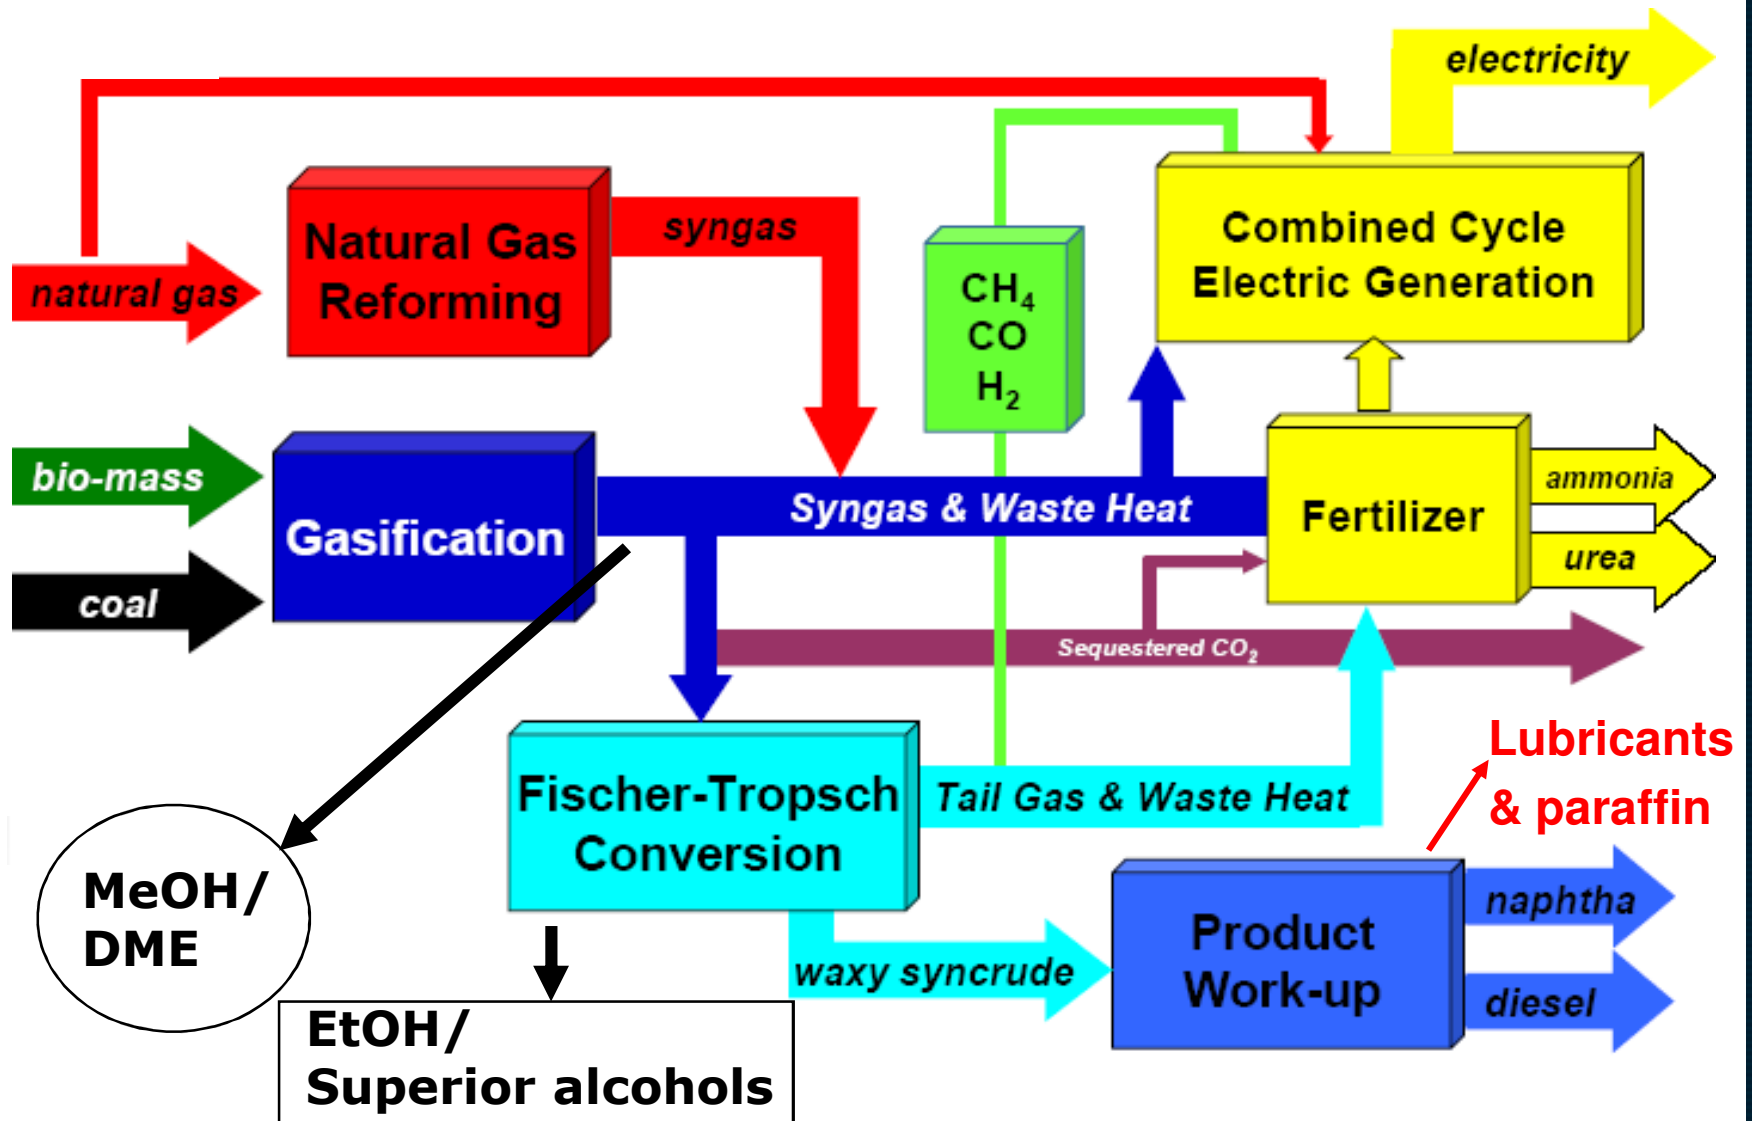 electricity
natural gas
Natural Gas
Reforming
syngas
CH₄
CO
H₂
Combined Cycle
Electric Generation
bio-mass
coal
Gasification
Syngas & Waste Heat
Fertilizer
ammonia
urea
Sequestered CO₂
Fischer-Tropsch
Conversion
Tail Gas & Waste Heat
Lubricants
& paraffin
MeOH/
DME
waxy syncrude
Product
Work-up
naphtha
diesel
EtOH/
Superior alcohols